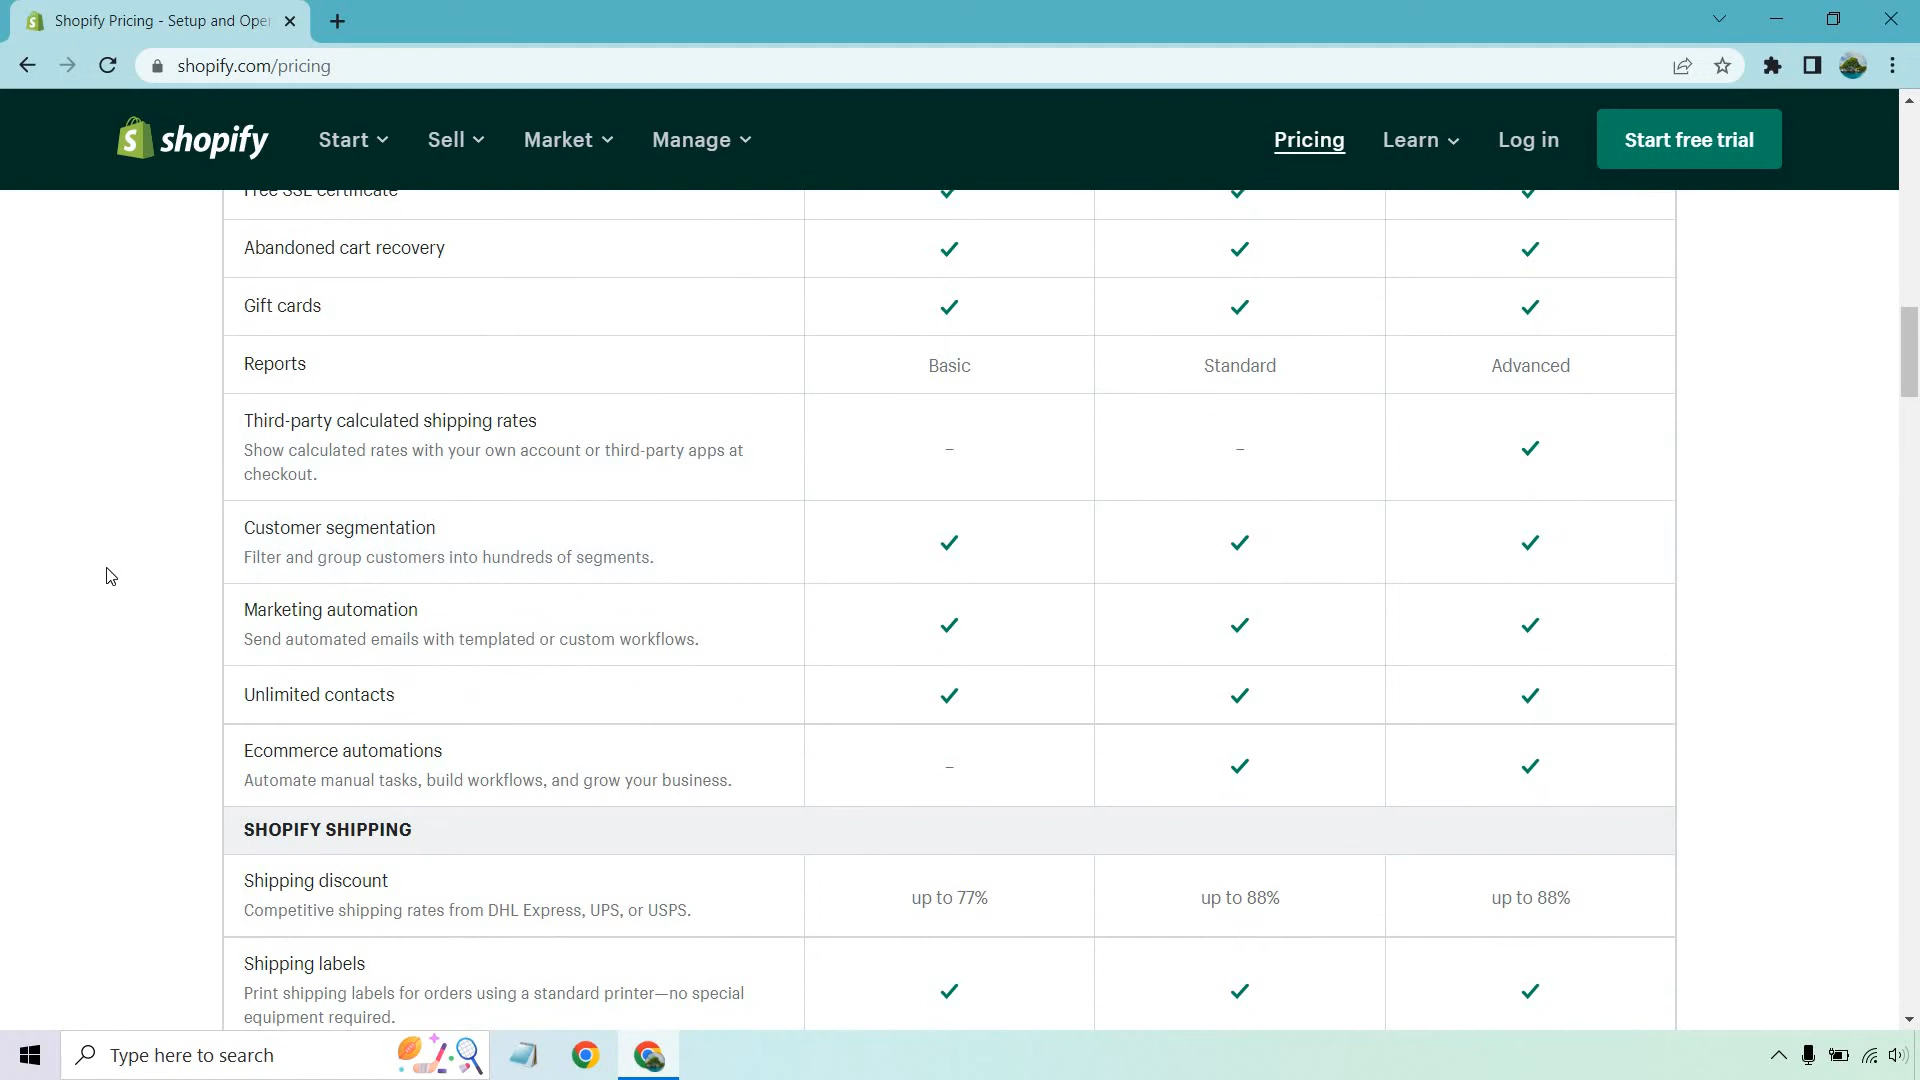 Shopify Pricing - Setup and Oper
shopify.com/pricing
shopify
Start
Sell
Market
Manage
Pricing
Learn
Log in
Start free trial
Free SSL certificate
Abandoned cart recovery
Gift cards
Reports
Basic
Standard
Advanced
Third-party calculated shipping rates
Show calculated rates with your own account or third-party apps at
checkout.
–
–
Customer segmentation
Filter and group customers into hundreds of segments.
Marketing automation
Send automated emails with templated or custom workflows.
Unlimited contacts
Ecommerce automations
Automate manual tasks, build workflows, and grow your business.
–
SHOPIFY SHIPPING
Shipping discount
Competitive shipping rates from DHL Express, UPS, or USPS.
up to 77%
up to 88%
up to 88%
Shipping labels
Print shipping labels for orders using a standard printer—no special
equipment required.
Type here to search